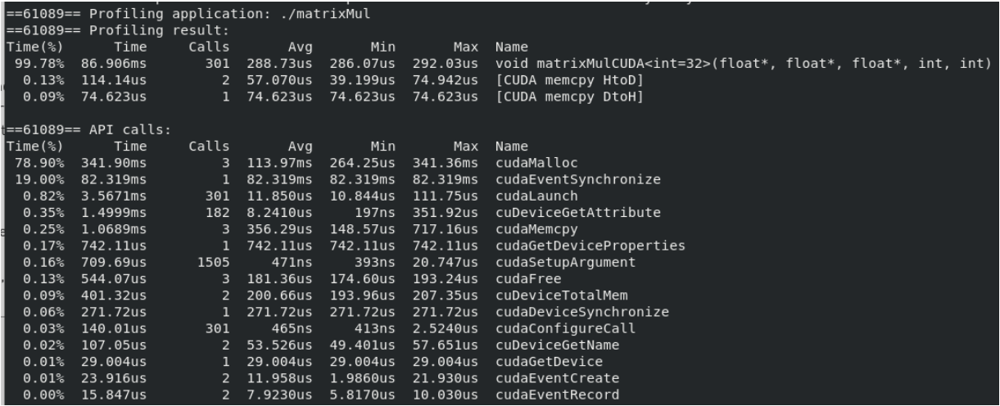 ==61089== Profiling application: ./matrixMul
==61089== Profiling result:
Time(%)      Time     Calls       Avg       Min       Max  Name
 99.78%  86.906ms       301  288.73us  286.07us  292.03us  void matrixMulCUDA<int=32>(float*, float*, float*, int, int)
  0.13%  114.14us         2  57.070us  39.199us  74.942us  [CUDA memcpy HtoD]
  0.09%  74.623us         1  74.623us  74.623us  74.623us  [CUDA memcpy DtoH]
==61089== API calls:
Time(%)      Time     Calls       Avg       Min       Max  Name
 78.90%  341.90ms         3  113.97ms  264.25us  341.36ms  cudaMalloc
 19.00%  82.319ms         1  82.319ms  82.319ms  82.319ms  cudaEventSynchronize
  0.82%  3.5671ms       301  11.850us  10.844us  111.75us  cudaLaunch
  0.35%  1.4999ms       182  8.2410us     197ns  351.92us  cuDeviceGetAttribute
  0.25%  1.0689ms         3  356.29us  148.57us  717.16us  cudaMemcpy
  0.17%  742.11us         1  742.11us  742.11us  742.11us  cudaGetDeviceProperties
  0.16%  709.69us      1505     471ns     393ns  20.747us  cudaSetupArgument
  0.13%  544.07us         3  181.36us  174.60us  193.24us  cudaFree
  0.09%  401.32us         2  200.66us  193.96us  207.35us  cuDeviceTotalMem
  0.06%  271.72us         1  271.72us  271.72us  271.72us  cudaDeviceSynchronize
  0.03%  140.01us       301     465ns     413ns  2.5240us  cudaConfigureCall
  0.02%  107.05us         2  53.526us  49.401us  57.651us  cuDeviceGetName
  0.01%  29.004us         1  29.004us  29.004us  29.004us  cudaGetDevice
  0.01%  23.916us         2  11.958us  1.9860us  21.930us  cudaEventCreate
  0.00%  15.847us         2  7.9230us  5.8170us  10.030us  cudaEventRecord